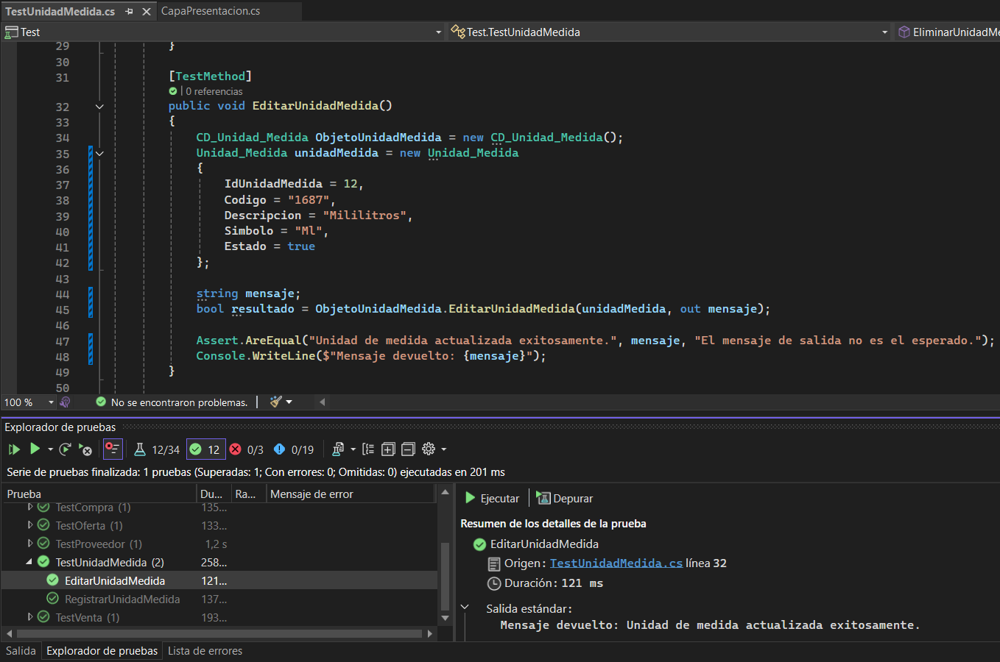 TestUnidadMedida.cs
CapaPresentacion.cs
Test
Test.TestUnidadMedida
EliminarUnidadMe
29 }
30
31 [TestMethod]
| 0 referencias
32 public void EditarUnidadMedida()
33 {
34 CD_Unidad_Medida ObjetoUnidadMedida = new CD_Unidad_Medida();
35 Unidad_Medida unidadMedida = new Unidad_Medida
36 {
37 IdUnidadMedida = 12,
38 Codigo = "1687",
39 Descripcion = "Mililitros",
40 Simbolo = "Ml",
41 Estado = true
42 };
43
44 string mensaje;
45 bool resultado = ObjetoUnidadMedida.EditarUnidadMedida(unidadMedida, out mensaje);
46
47 Assert.AreEqual("Unidad de medida actualizada exitosamente.", mensaje, "El mensaje de salida no es el esperado.");
48 Console.WriteLine($"Mensaje devuelto: {mensaje}");
49 }
50
100 %
No se encontraron problemas.
Explorador de pruebas
12/34
12
0/3
0/19
Serie de pruebas finalizada: 1 pruebas (Superadas: 1; Con errores: 0; Omitidas: 0) ejecutadas en 201 ms
Prueba Du... Ra... Mensaje de error
TestCompra (1) 135...
TestOferta (1) 133...
TestProveedor (1) 1,2 s
TestUnidadMedida (2) 258...
EditarUnidadMedida 121...
RegistrarUnidadMedida 137...
TestVenta (1) 193...
Ejecutar
Depurar
Resumen de los detalles de la prueba
EditarUnidadMedida
Origen: TestUnidadMedida.cs línea 32
Duración: 121 ms
Salida estándar:
Mensaje devuelto: Unidad de medida actualizada exitosamente.
Salida
Explorador de pruebas
Lista de errores